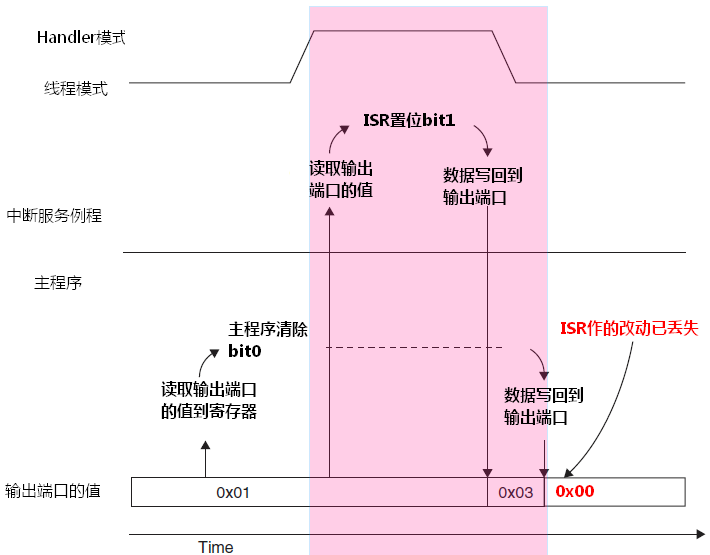 Handler模式
线程模式
ISR置位bit1
读取输出
端口的值
数据写回到
输出端口
中断服务例程
主程序
主程序清除
bit0
ISR作的改动已丢失
读取输出端口
的值到寄存器
数据写回到
输出端口
输出端口的值
0x01
0x03
0x00
Time